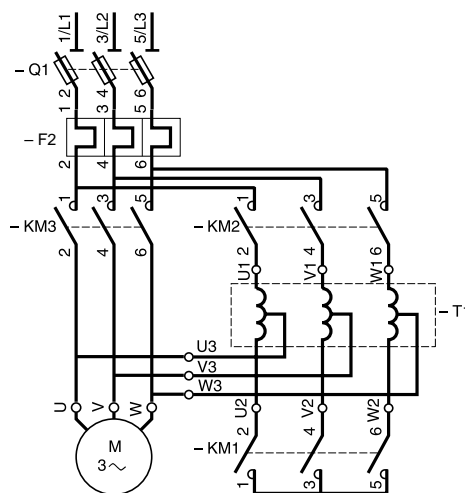 1/L1 3/L2 5/L3
– Q1
2 4 6
1 3 5
– F2
2 4 6
1 3 5
1 3 5
– KM3
– KM2
2 4 6
2 4 6
U1 V1 W1
– T1
U3
V3
W3
U V W
U2 V2 W2
M
3 ~
2 4 6
– KM1
1 3 5